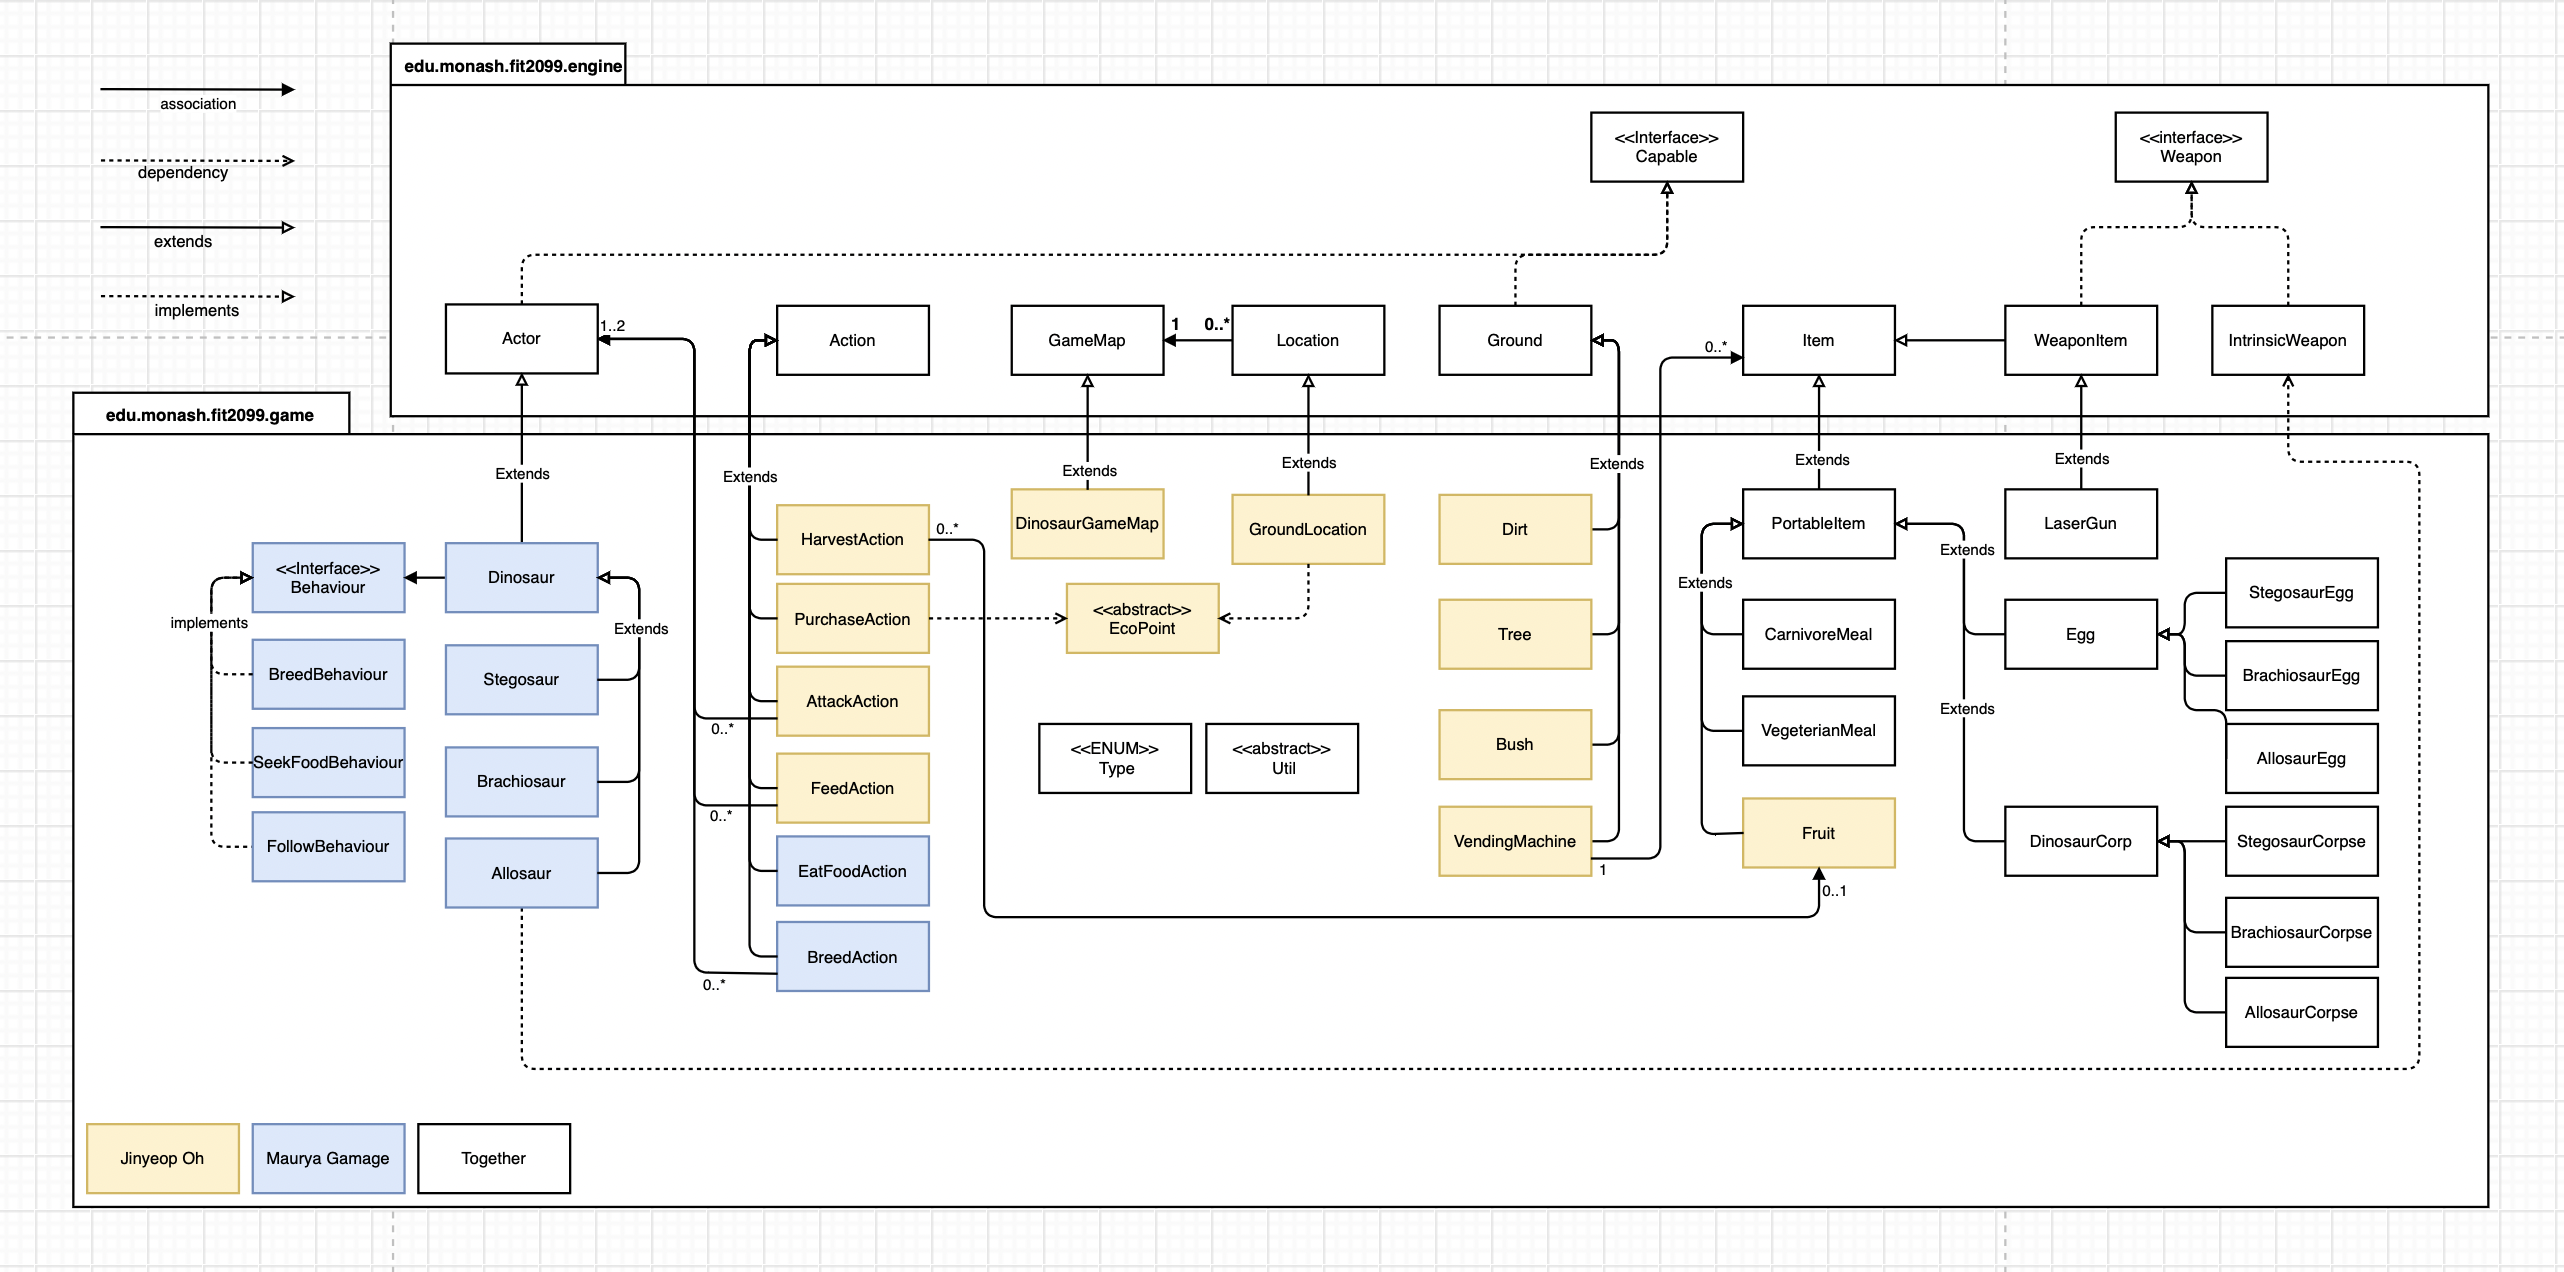 edu.monash.fit2099.engine
association
dependency
extends
implements
<<Interface>>
Capable
<<interface>>
Weapon
Actor
1..2
Action
GameMap
1
0..*
Location
Ground
0..*
Item
WeaponItem
IntrinsicWeapon
edu.monash.fit2099.game
Extends
Extends
Extends
Extends
Extends
Extends
Extends
<<Interface>>
Behaviour
implements
BreedBehaviour
SeekFoodBehaviour
FollowBehaviour
Dinosaur
Extends
Stegosaur
Brachiosaur
Allosaur
HarvestAction
0..*
PurchaseAction
AttackAction
0..*
FeedAction
0..*
EatFoodAction
BreedAction
0..*
DinosaurGameMap
GroundLocation
<<abstract>>
EcoPoint
<<ENUM>>
Type
<<abstract>>
Util
Dirt
Tree
Bush
VendingMachine
1
PortableItem
Extends
CarnivoreMeal
VegeterianMeal
Fruit
0..1
LaserGun
Extends
Egg
Extends
DinosaurCorp
StegosaurEgg
BrachiosaurEgg
AllosaurEgg
StegosaurCorpse
BrachiosaurCorpse
AllosaurCorpse
Jinyeop Oh
Maurya Gamage
Together